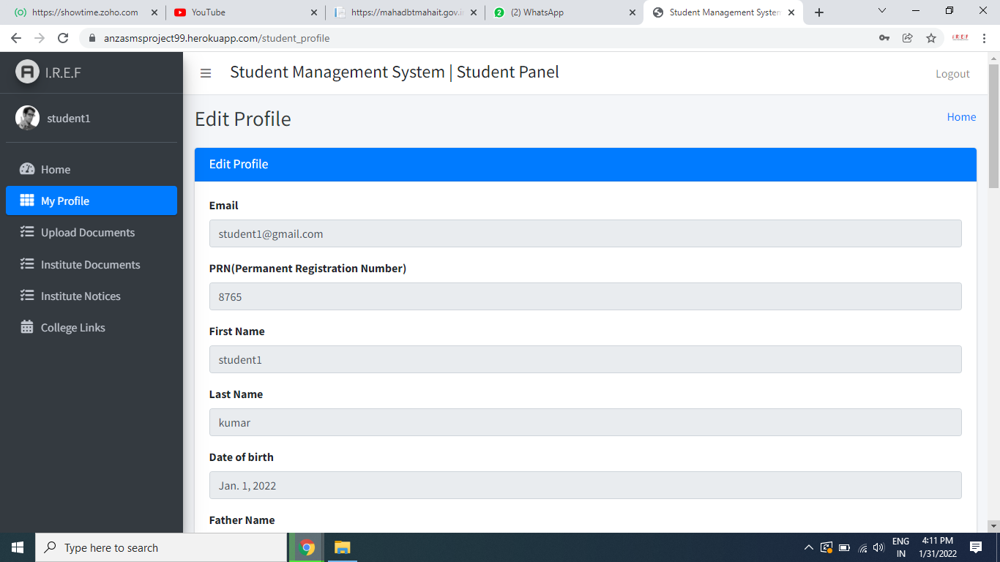 https://showtime.zoho.com
YouTube
https://mahadbtmahait.gov.in
(2) WhatsApp
Student Management System
anzasmsproject99.herokuapp.com/student_profile
I.R.E.F
I.R.E.F
Student Management System | Student Panel
Logout
student1
Edit Profile
Home
Home
My Profile
Upload Documents
Institute Documents
Institute Notices
College Links
Edit Profile
Email
student1@gmail.com
PRN(Permanent Registration Number)
8765
First Name
student1
Last Name
kumar
Date of birth
Jan. 1, 2022
Father Name
Type here to search
ENG
IN
4:11 PM
1/31/2022